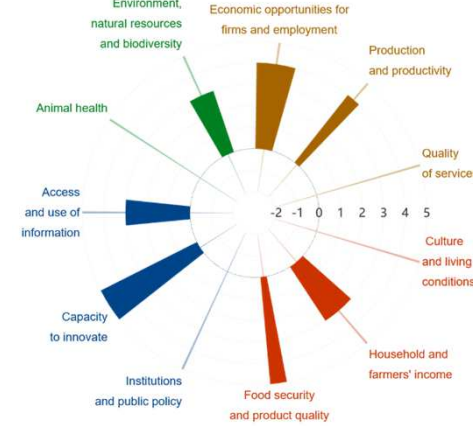 Environment,
natural resources
and biodiversity
Economic opportunities for
firms and employment
Production
and productivity
Animal health
Quality
of service
Access
and use of
information
-2 -1 0 1 2 3 4 5
Culture
and living
conditions
Capacity
to innovate
Household and
farmers' income
Institutions
and public policy
Food security
and product quality